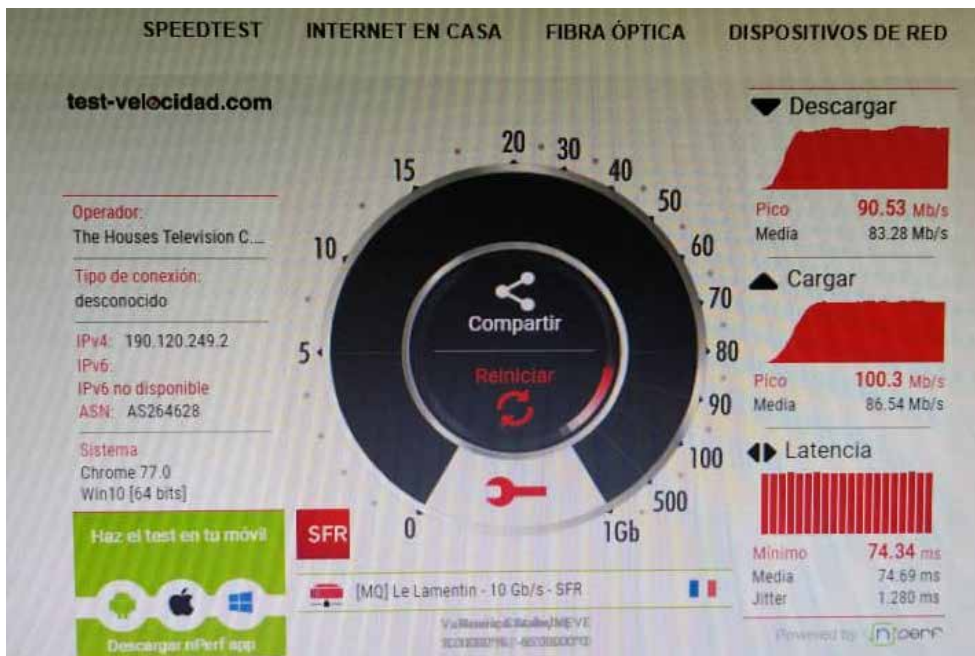 SPEEDTEST INTERNET EN CASA FIBRA ÓPTICA DISPOSITIVOS DE RED
test-velocidad.com
Operador:
The Houses Television C....
Tipo de conexión:
desconocido
IPv4: 190.120.249.2
IPv6:
IPv6 no disponible
ASN: AS264628
Sistema
Chrome 77.0
Win10 [64 bits]
Haz el test en tu móvil
Descargar nPerf app
0
5
10
15
20
30
40
50
60
70
80
90
100
500
1Gb
Compartir
Reiniciar
SFR
[MQ] Le Lamentin - 10 Gb/s - SFR
Descargar
Pico 90.53 Mb/s
Media 83.28 Mb/s
Cargar
Pico 100.3 Mb/s
Media 86.54 Mb/s
Latencia
Mínimo 74.34 ms
Media 74.69 ms
Jitter 1.280 ms
Powered by nperf